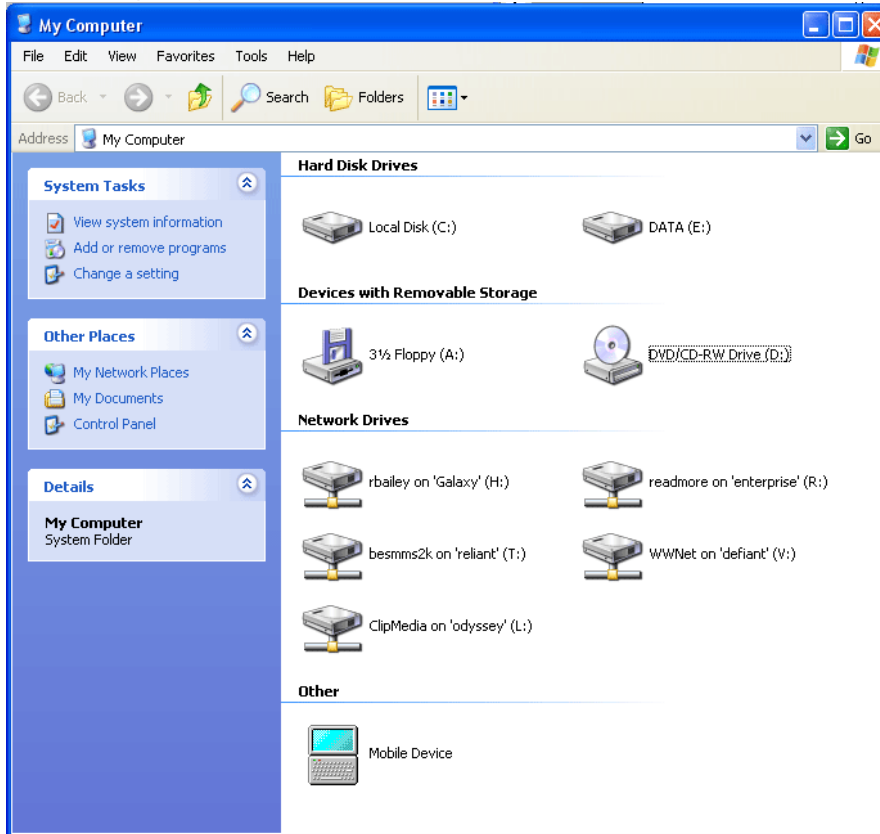 My Computer
File Edit View Favorites Tools Help
Back Search Folders
Address My Computer Go
System Tasks
View system information
Add or remove programs
Change a setting
Other Places
My Network Places
My Documents
Control Panel
Details
My Computer
System Folder
Hard Disk Drives
Local Disk (C:) DATA (E:)
Devices with Removable Storage
3½ Floppy (A:) DVD/CD-RW Drive (D:)
Network Drives
rbailey on 'Galaxy' (H:) readmore on 'enterprise' (R:)
besmms2k on 'reliant' (T:) WWNet on 'defiant' (V:)
ClipMedia on 'odyssey' (L:)
Other
Mobile Device